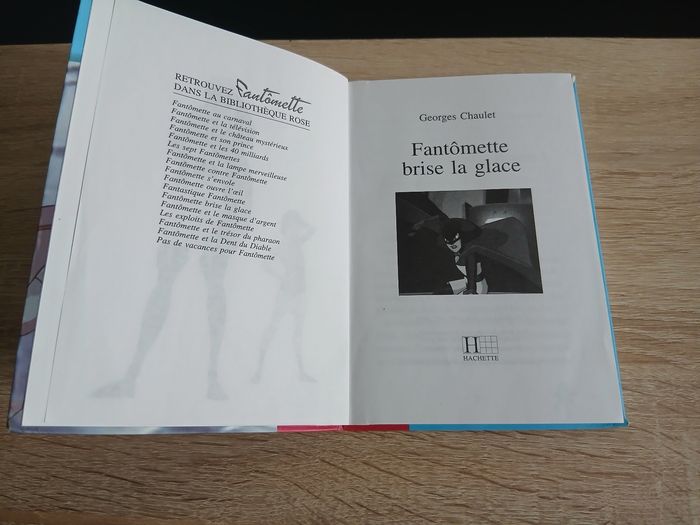 RETROUVEZ Fantômette
DANS LA BIBLIOTHÈQUE ROSE
Fantômette au carnaval
Fantômette et la télévision
Fantômette et le château mystérieux
Fantômette et son prince
Fantômette et les 40 milliards
Les sept Fantômettes
Fantômette et la lampe merveilleuse
Fantômette contre Fantômette
Fantômette s'envole
Fantômette ouvre l'œil
Fantastique Fantômette
Fantômette brise la glace
Fantômette et le masque d'argent
Les exploits de Fantômette
Fantômette et le trésor du pharaon
Fantômette et la Dent du Diable
Pas de vacances pour Fantômette
Georges Chaulet
Fantômette
brise la glace
H
HACHETTE